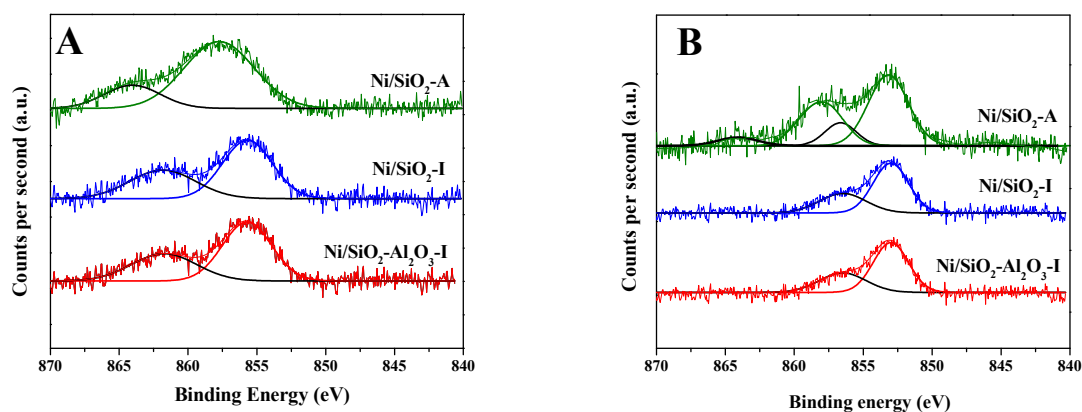 A
Counts per second (a.u.)
Ni/SiO₂-A
Ni/SiO₂-I
Ni/SiO₂-Al₂O₃-I
870 865 860 855 850 845 840
Binding Energy (eV)
B
Counts per second (a.u.)
Ni/SiO₂-A
Ni/SiO₂-I
Ni/SiO₂-Al₂O₃-I
870 865 860 855 850 845 840
Binding energy (eV)